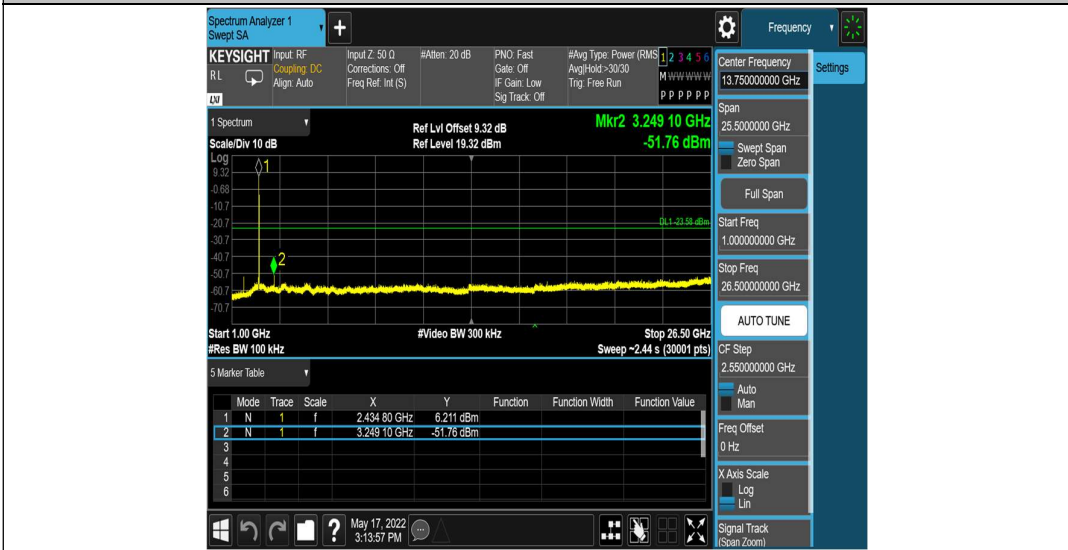 Spectrum Analyzer 1
Swept SA
+
Frequency
KEYSIGHT
RL
LXI
Input: RF
Coupling: DC
Align: Auto
Input Z: 50 Ω
Corrections: Off
Freq Ref: Int (S)
#Atten: 20 dB
PNO: Fast
Gate: Off
IF Gain: Low
Sig Track: Off
#Avg Type: Power (RMS
Avg|Hold:>30/30
Trig: Free Run
1 2 3 4 5 6
M W W W W W
P P P P P P
1 Spectrum
Scale/Div 10 dB
Ref Lvl Offset 9.32 dB
Ref Level 19.32 dBm
Mkr2 3.249 10 GHz
-51.76 dBm
Log
9.32
-0.68
-10.7
-20.7
-30.7
-40.7
-50.7
-60.7
-70.7
1
2
DL1 -23.58 dBm
Start 1.00 GHz
#Res BW 100 kHz
#Video BW 300 kHz
Stop 26.50 GHz
Sweep ~2.44 s (30001 pts)
5 Marker Table
Mode Trace Scale X Y Function Function Width Function Value
1 N 1 f 2.434 80 GHz 6.211 dBm
2 N 1 f 3.249 10 GHz -51.76 dBm
3
4
5
6
?
May 17, 2022
3:13:57 PM
Center Frequency
13.750000000 GHz
Settings
Span
25.5000000 GHz
Swept Span
Zero Span
Full Span
Start Freq
1.000000000 GHz
Stop Freq
26.500000000 GHz
AUTO TUNE
CF Step
2.550000000 GHz
Auto
Man
Freq Offset
0 Hz
X Axis Scale
Log
Lin
Signal Track
(Span Zoom)